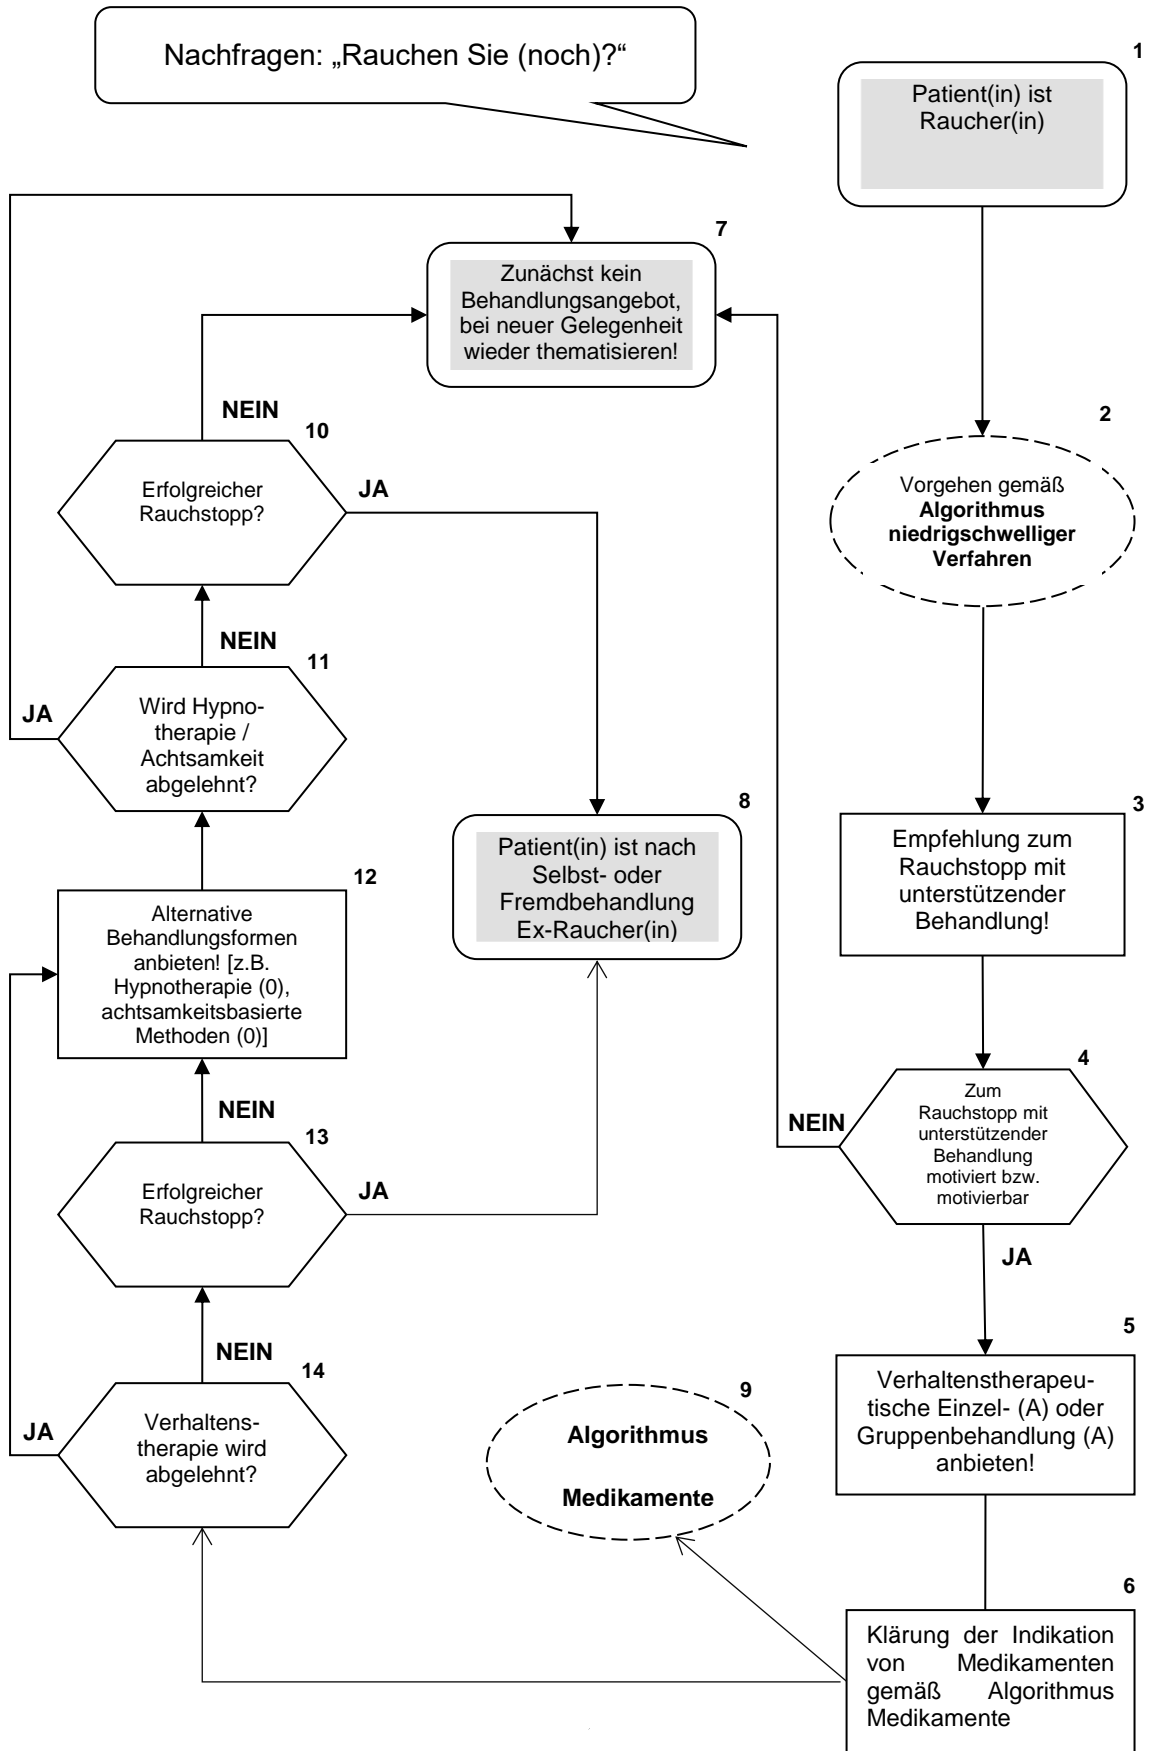 Nachfragen: „Rauchen Sie (noch)?“
1
Patient(in) ist
Raucher(in)
2
Vorgehen gemäß
Algorithmus
niedrigschwelliger
Verfahren
3
Empfehlung zum
Rauchstopp mit
unterstützender
Behandlung!
4
Zum
Rauchstopp mit
unterstützender
Behandlung
motiviert bzw.
motivierbar
NEIN
JA
5
Verhaltenstherapeu-
tische Einzel- (A) oder
Gruppenbehandlung (A)
anbieten!
6
Klärung der Indikation
von Medikamenten
gemäß Algorithmus
Medikamente
7
Zunächst kein
Behandlungsangebot,
bei neuer Gelegenheit
wieder thematisieren!
8
Patient(in) ist nach
Selbst- oder
Fremdbehandlung
Ex-Raucher(in)
9
Algorithmus
Medikamente
NEIN
10
Erfolgreicher
Rauchstopp?
JA
NEIN
11
Wird Hypno-
therapie /
Achtsamkeit
abgelehnt?
JA
12
Alternative
Behandlungsformen
anbieten! [z.B.
Hypnotherapie (0),
achtsamkeitsbasierte
Methoden (0)]
NEIN
13
Erfolgreicher
Rauchstopp?
JA
NEIN
14
Verhaltens-
therapie wird
abgelehnt?
JA